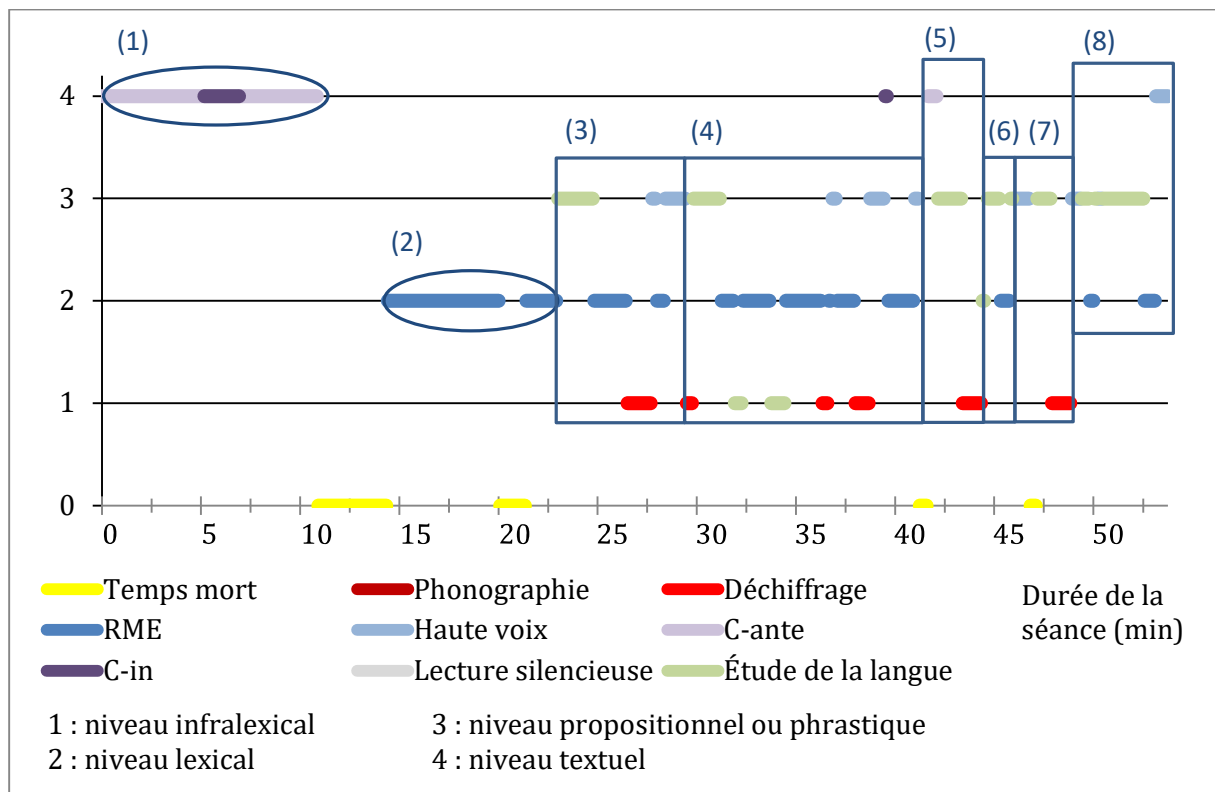 (1)
(5)
(8)
4
(3)
(4)
(6)
(7)
3
(2)
2
1
0
0 5 10 15 20 25 30 35 40 45 50
Temps mort Phonographie Déchiffrage Durée de la
RME Haute voix C-ante séance (min)
C-in Lecture silencieuse Étude de la langue
1 : niveau infralexical 3 : niveau propositionnel ou phrastique
2 : niveau lexical 4 : niveau textuel